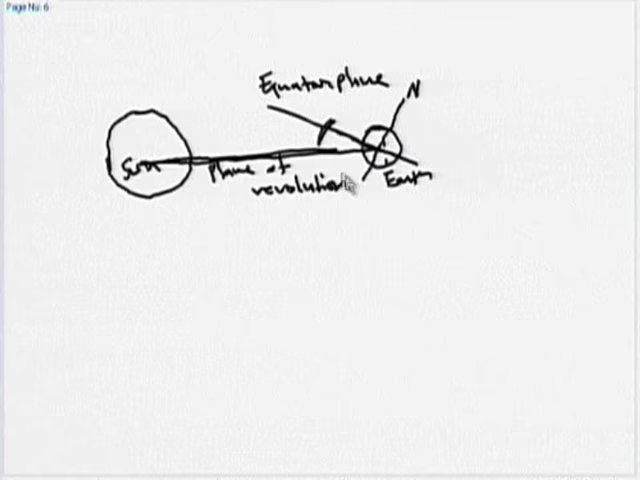 Page No: 6
Equator plane
N
Sun
Plane of
revolution
Earth